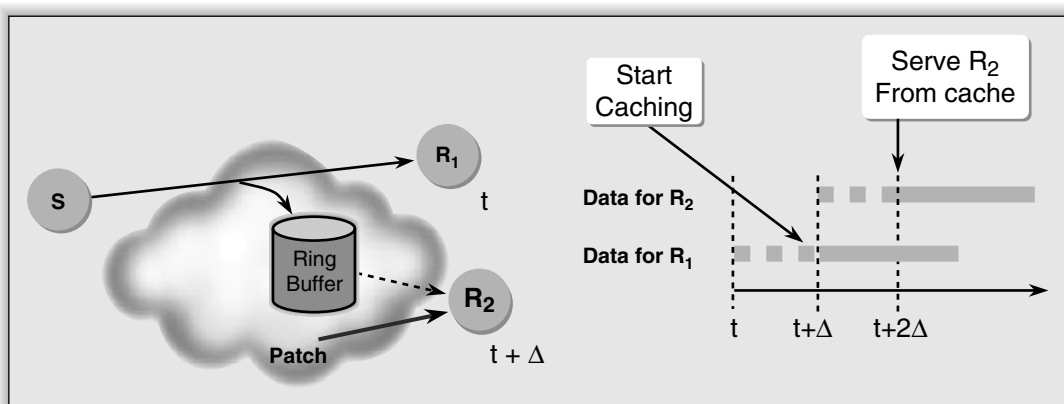 S
R1
t
Ring
Buffer
R2
Patch
t + Δ
Start
Caching
Serve R2
From cache
Data for R2
Data for R1
t
t+Δ
t+2Δ